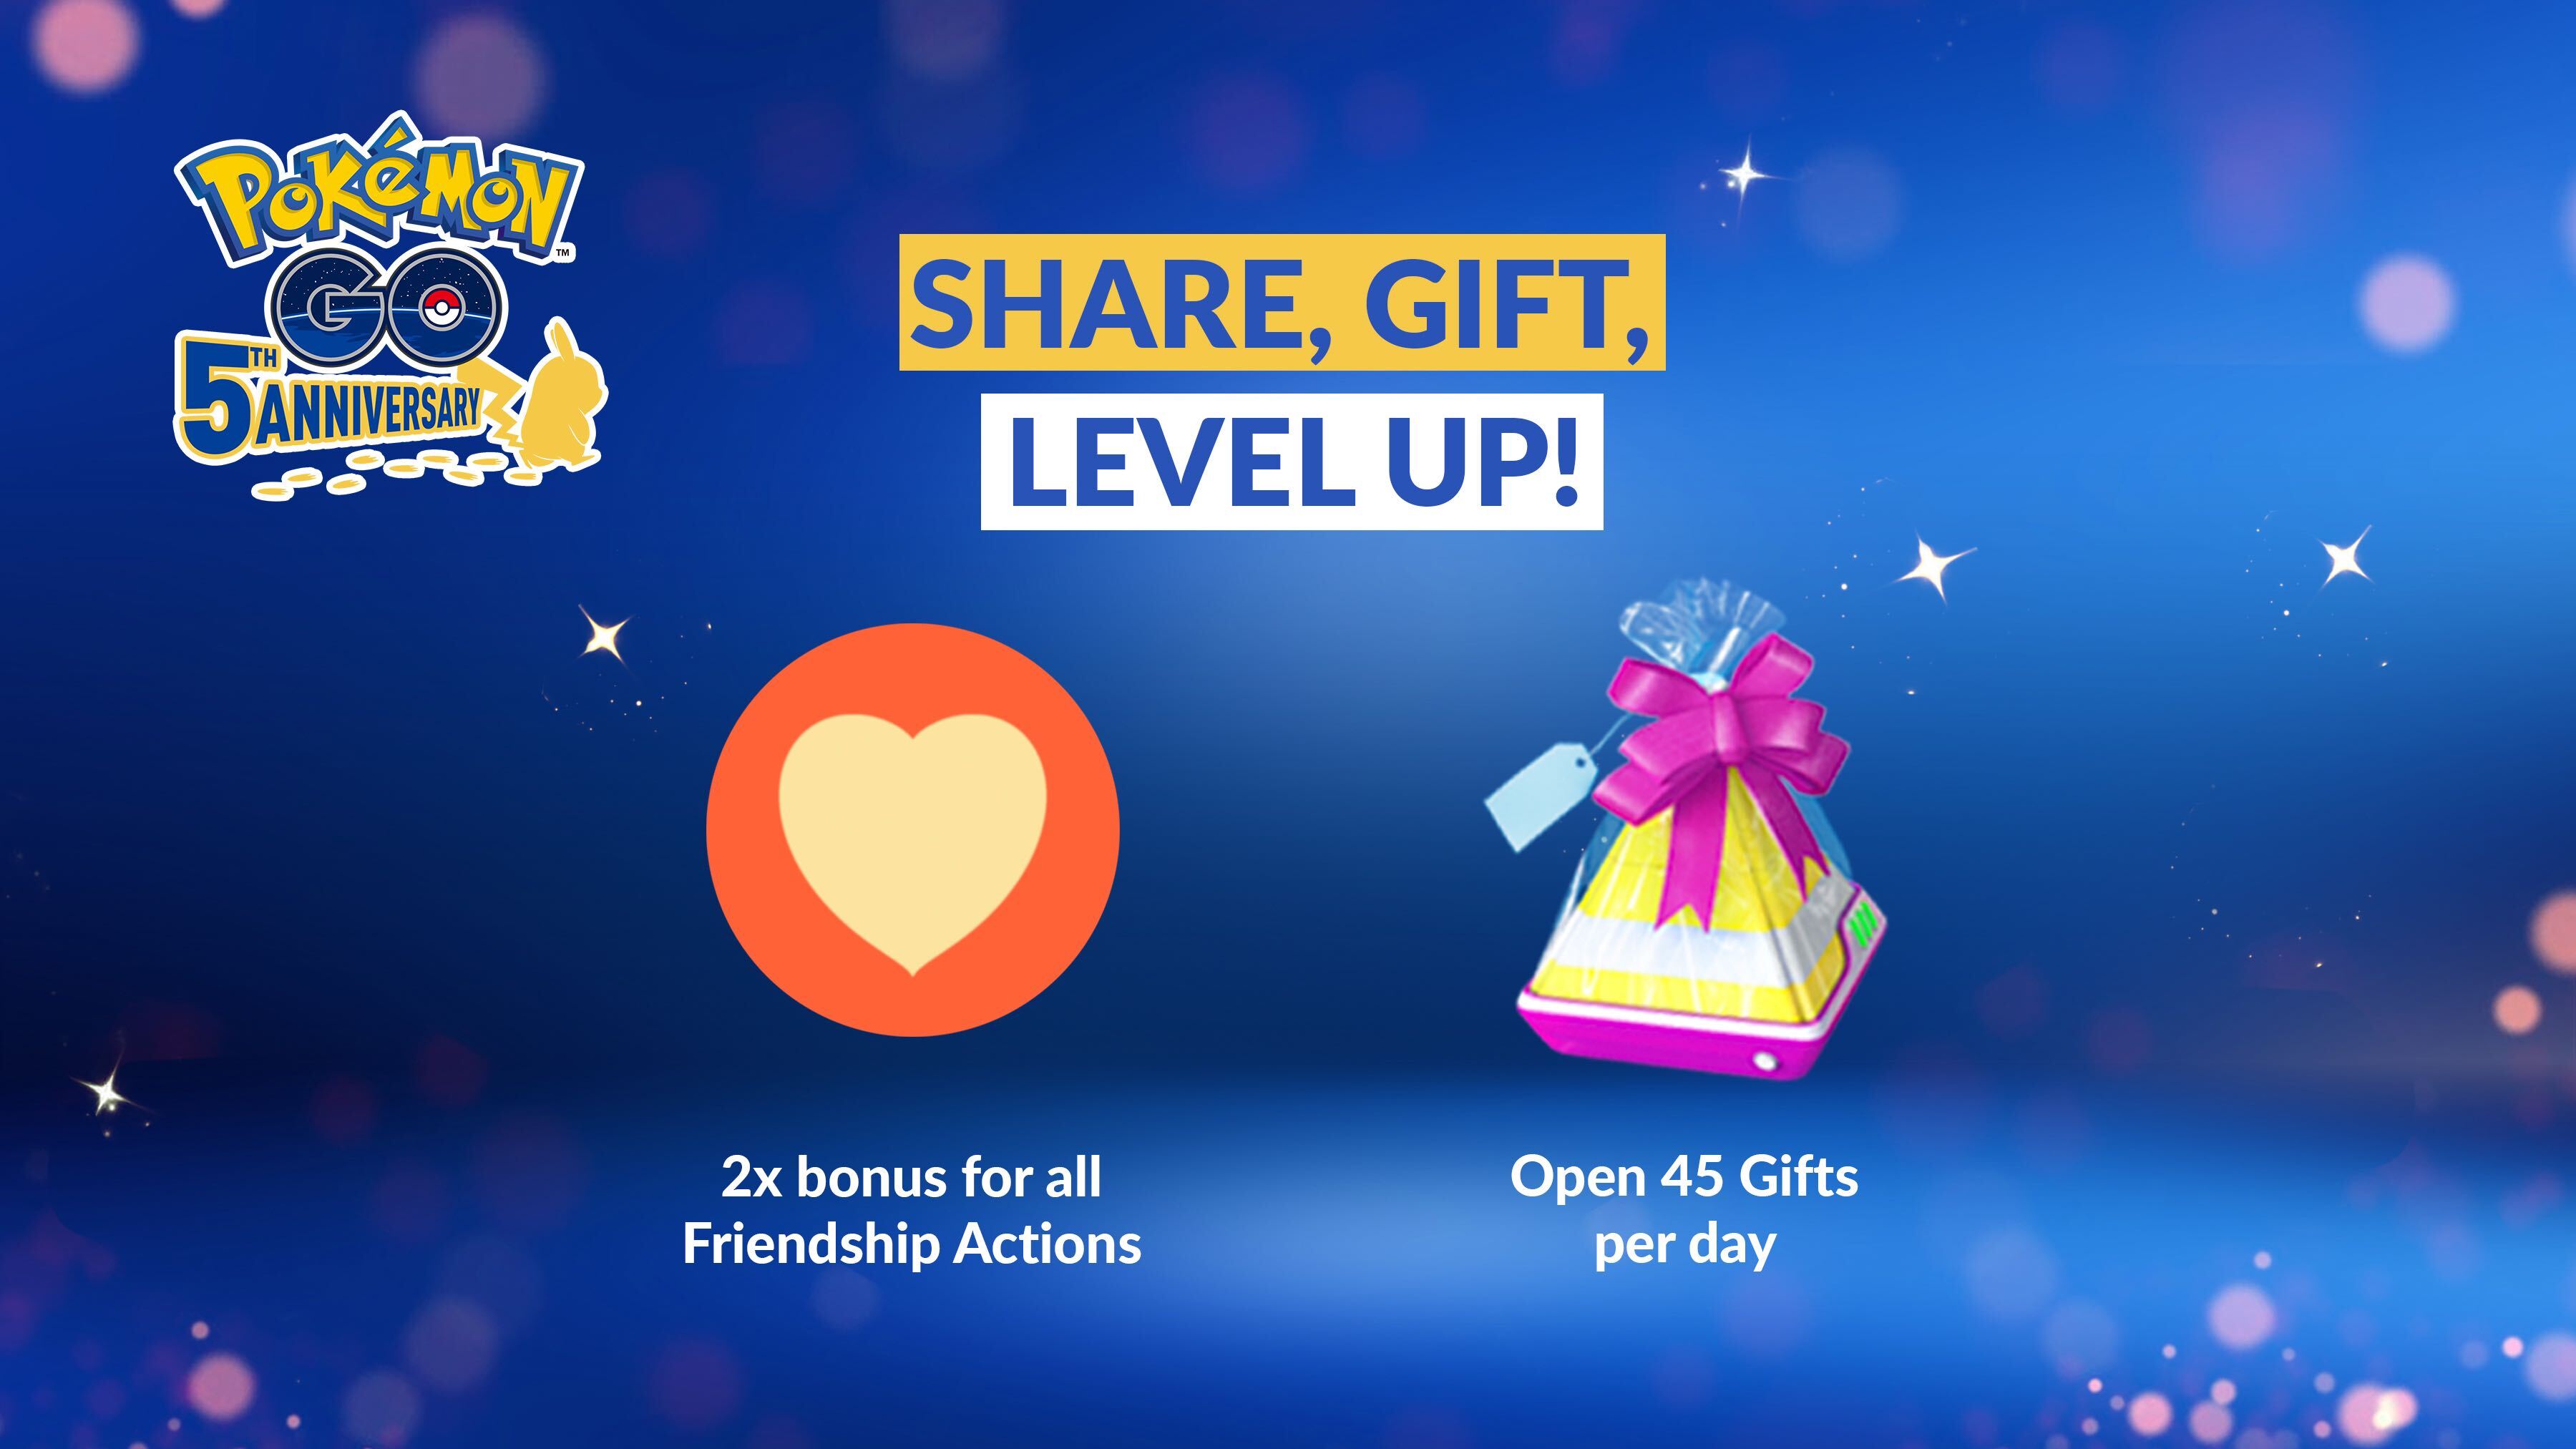 POKéMON
GO
TM
5TH ANNIVERSARY
SHARE, GIFT,
LEVEL UP!
2x bonus for all
Friendship Actions
Open 45 Gifts
per day